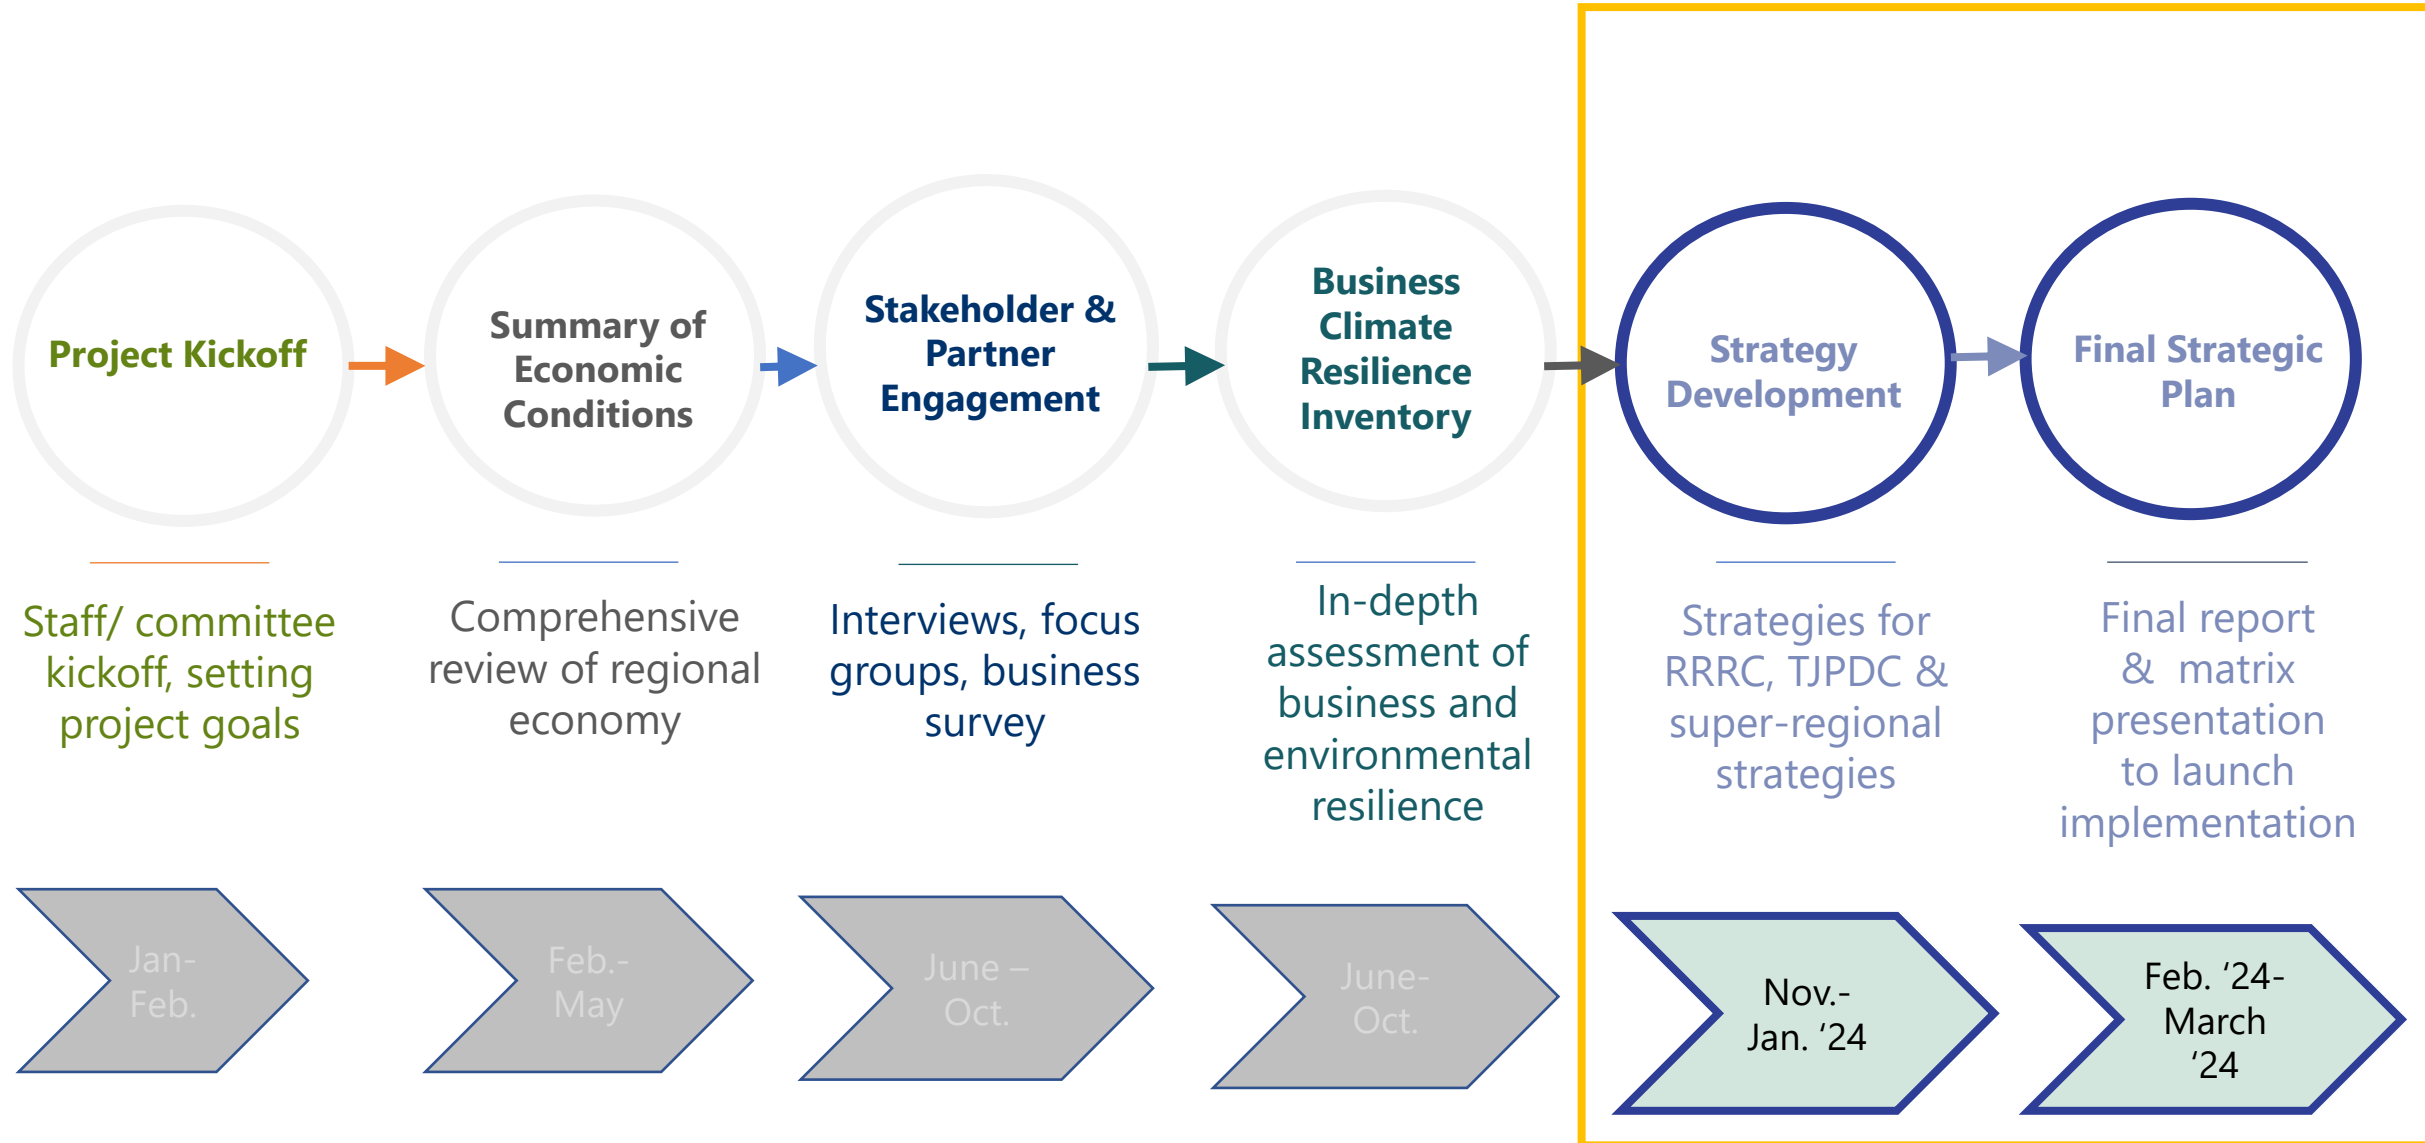 Project Kickoff
Summary of
Economic
Conditions
Stakeholder &
Partner
Engagement
Business
Climate
Resilience
Inventory
Strategy
Development
Final Strategic
Plan
Staff/ committee
kickoff, setting
project goals
Comprehensive
review of regional
economy
Interviews, focus
groups, business
survey
In-depth
assessment of
business and
environmental
resilience
Strategies for
RRRC, TJPDC &
super-regional
strategies
Final report
& matrix
presentation
to launch
implementation
Jan-
Feb.
Feb.-
May
June –
Oct.
June-
Oct.
Nov.-
Jan. ‘24
Feb. ‘24-
March
‘24